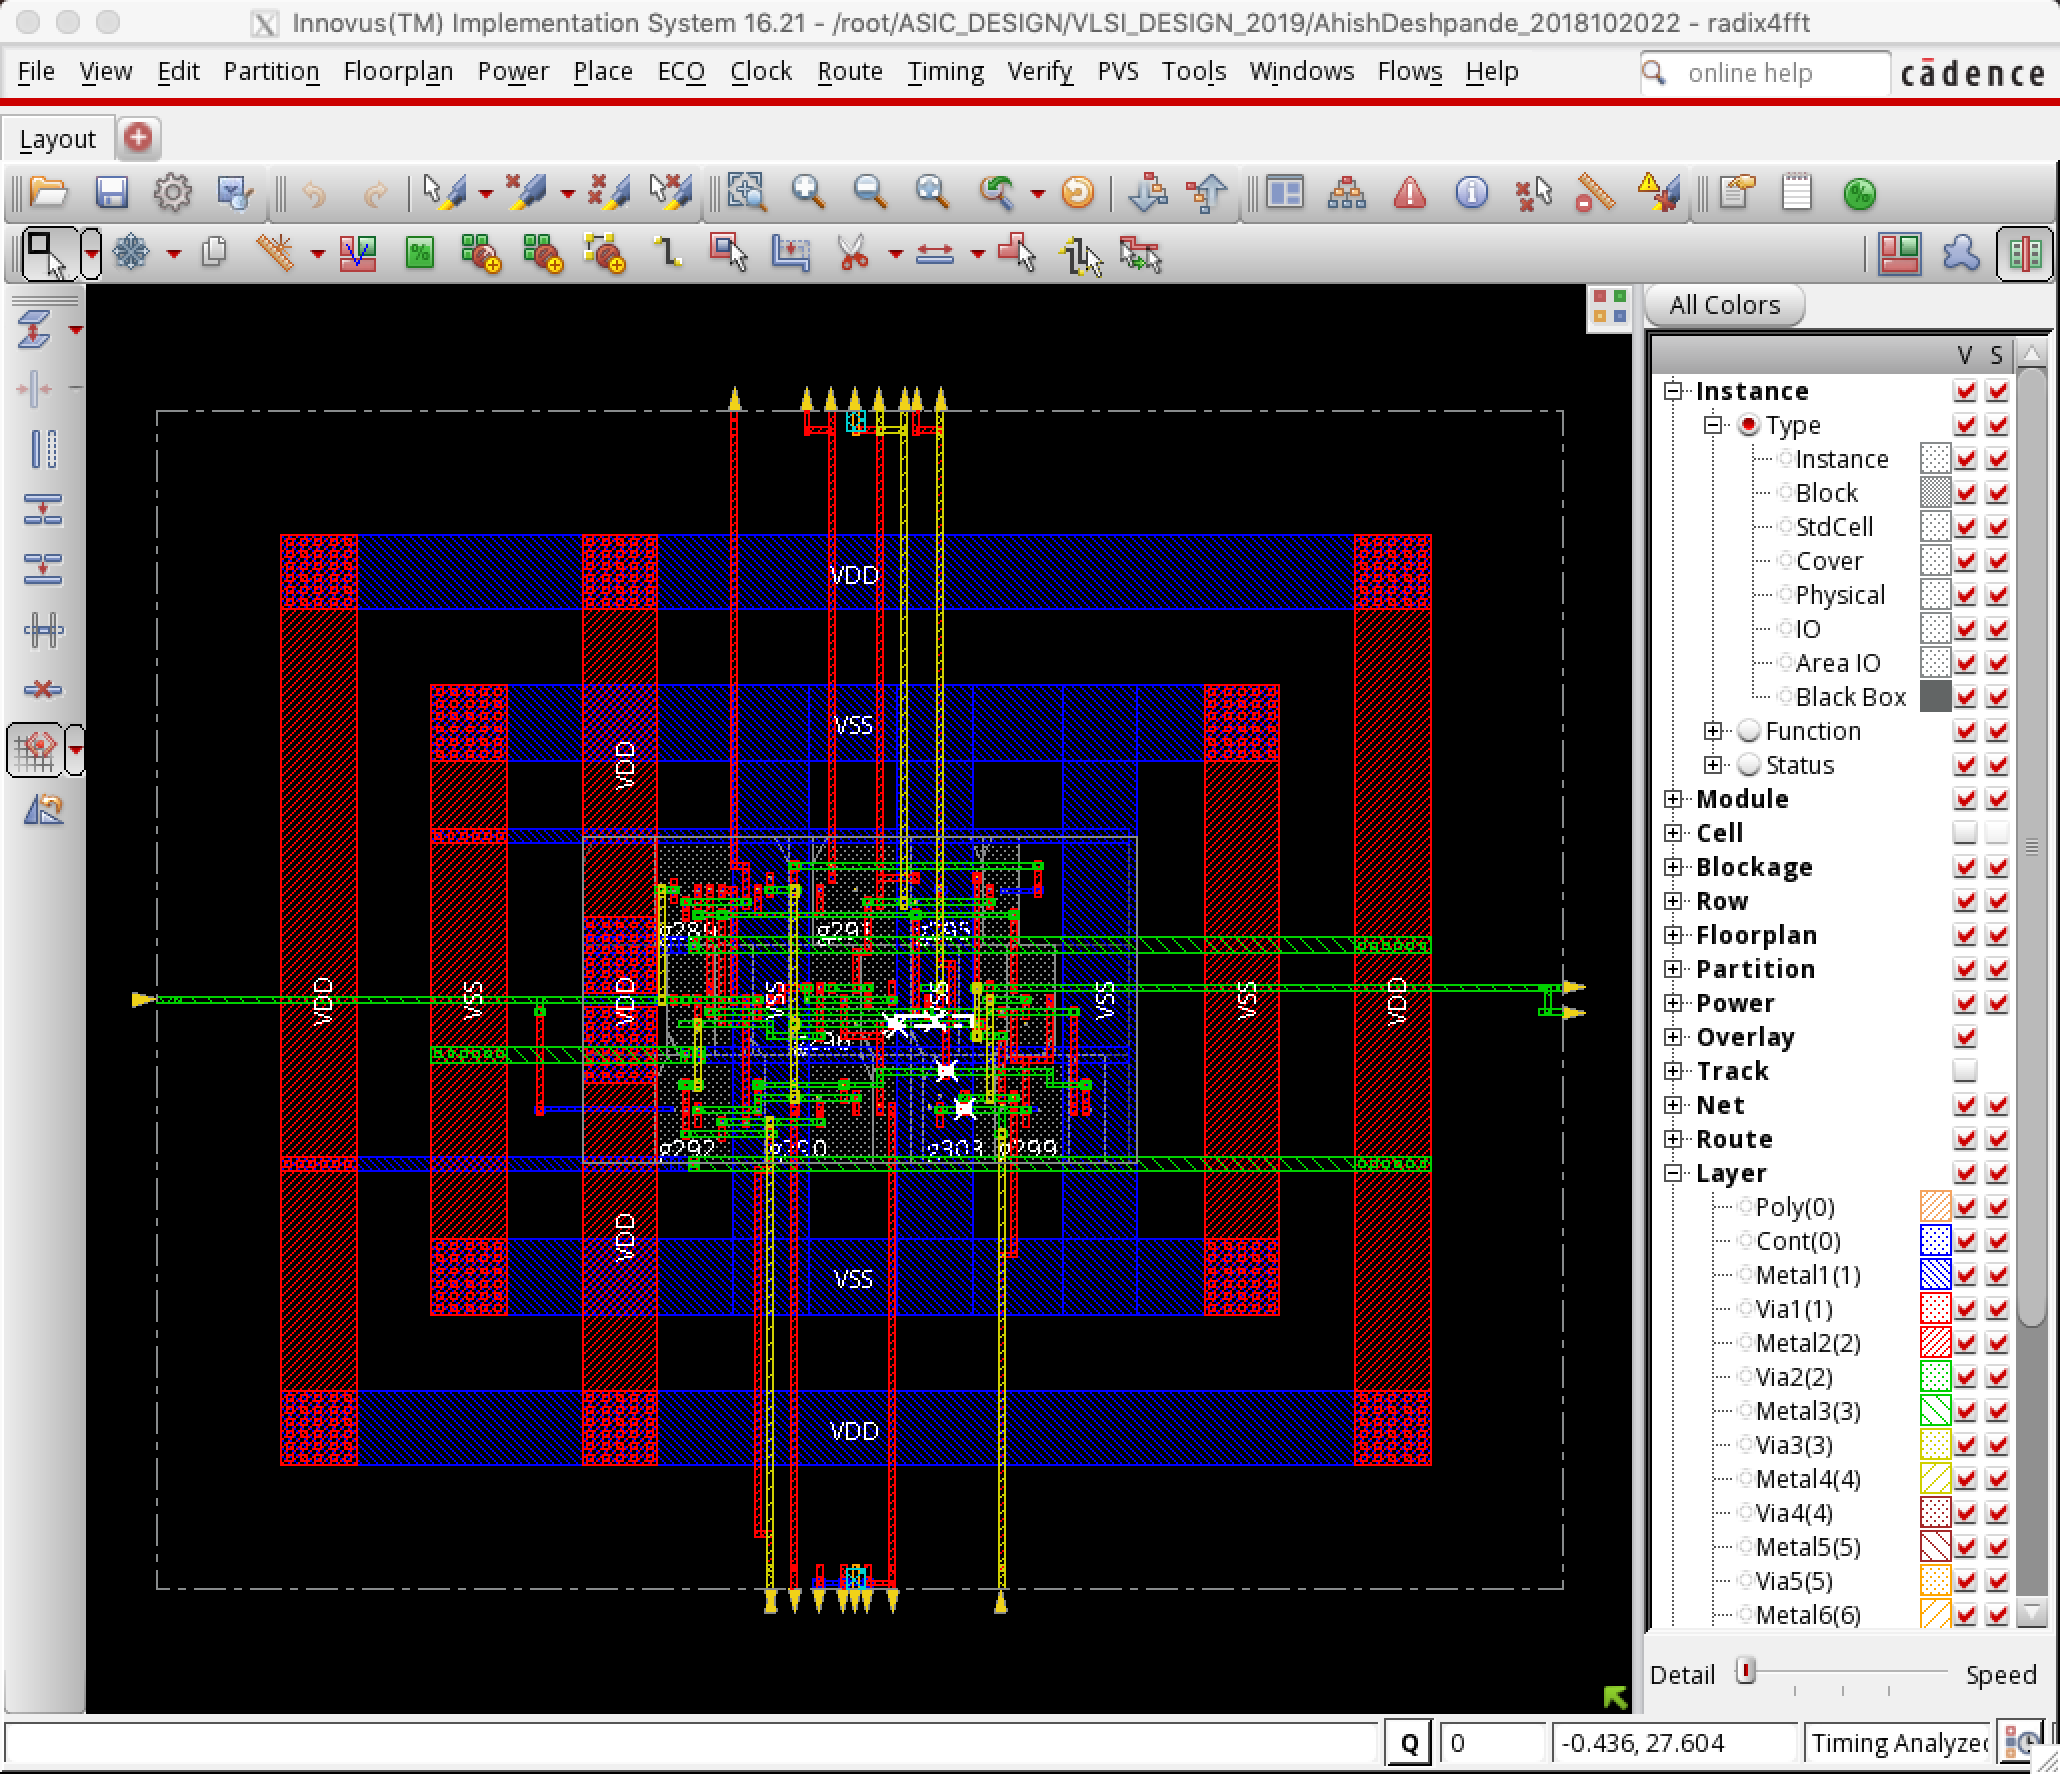 Innovus(TM) Implementation System 16.21 - /root/ASIC_DESIGN/VLSI_DESIGN_2019/AhishDeshpande_2018102022 - radix4fft
File View Edit Partition Floorplan Power Place ECO Clock Route Timing Verify PVS Tools Windows Flows Help
online help
cādence
Layout
All Colors
V S
Instance
Type
Instance
Block
StdCell
Cover
Physical
IO
Area IO
Black Box
Function
Status
Module
Cell
Blockage
Row
Floorplan
Partition
Power
Overlay
Track
Net
Route
Layer
Poly(0)
Cont(0)
Metal1(1)
Via1(1)
Metal2(2)
Via2(2)
Metal3(3)
Via3(3)
Metal4(4)
Via4(4)
Metal5(5)
Via5(5)
Metal6(6)
Detail Speed
VDD
VSS
VDD
g289 g291
VDD VSS VDD VSS VSS VSS VSS VDD
g292 g303 g299
VDD
VSS
VDD
Q 0 -0.436, 27.604 Timing Analyzed